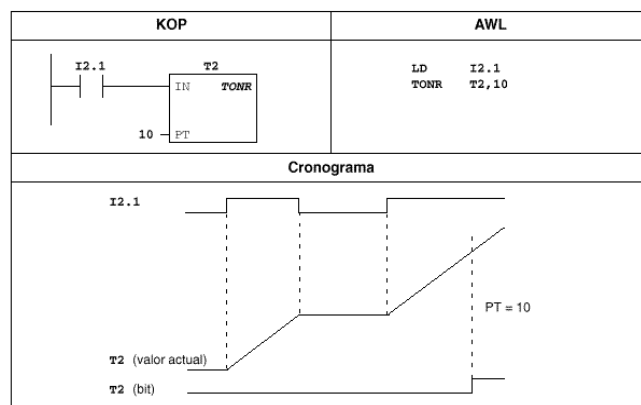 KOP
AWL
I2.1
T2
IN TONR
10 PT
LD I2.1
TONR T2,10
Cronograma
I2.1
PT = 10
T2 (valor actual)
T2 (bit)